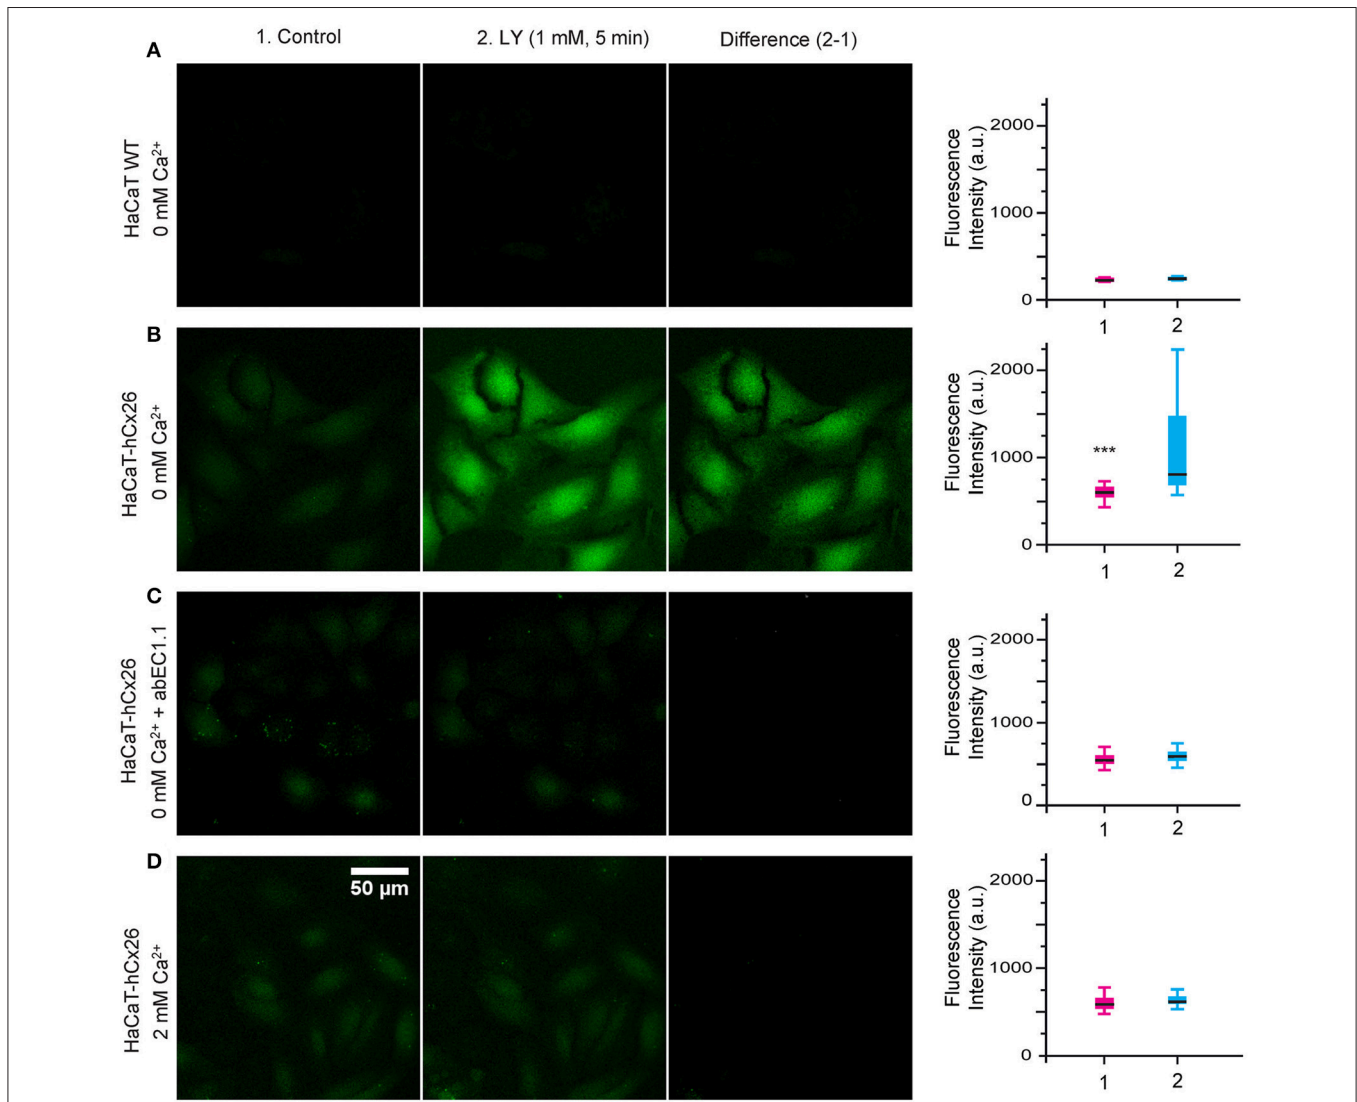 1. Control
2. LY (1 mM, 5 min)
Difference (2-1)
A
HaCaT WT
0 mM Ca²⁺
Fluorescence
Intensity (a.u.)
2000
1000
0
1
2
B
HaCaT-hCx26
0 mM Ca²⁺
Fluorescence
Intensity (a.u.)
2000
1000
0
***
1
2
C
HaCaT-hCx26
0 mM Ca²⁺ + abEC1.1
Fluorescence
Intensity (a.u.)
2000
1000
0
1
2
D
HaCaT-hCx26
2 mM Ca²⁺
50 µm
Fluorescence
Intensity (a.u.)
2000
1000
0
1
2